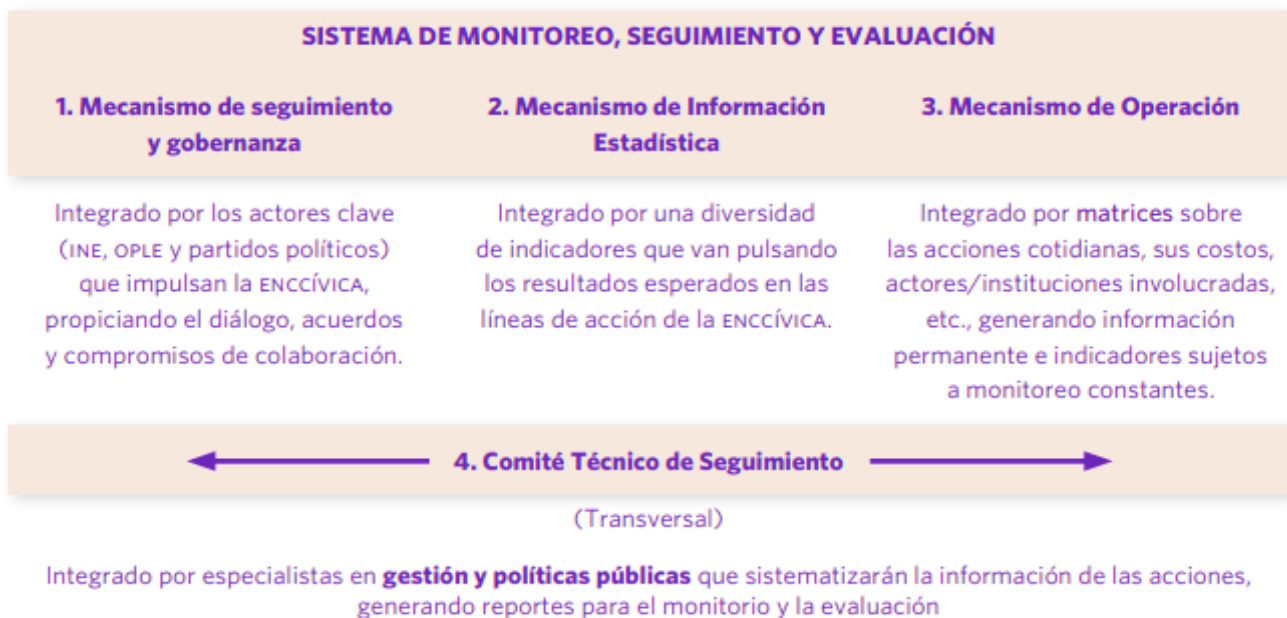 SISTEMA DE MONITOREO, SEGUIMIENTO Y EVALUACIÓN
1. Mecanismo de seguimiento
y gobernanza
Integrado por los actores clave
(INE, OPLE y partidos políticos)
que impulsan la ENCCÍVICA,
propiciando el diálogo, acuerdos
y compromisos de colaboración.
2. Mecanismo de Información
Estadística
Integrado por una diversidad
de indicadores que van pulsando
los resultados esperados en las
líneas de acción de la ENCCÍVICA.
3. Mecanismo de Operación
Integrado por matrices sobre
las acciones cotidianas, sus costos,
actores/instituciones involucradas,
etc., generando información
permanente e indicadores sujetos
a monitoreo constantes.
4. Comité Técnico de Seguimiento
(Transversal)
Integrado por especialistas en gestión y políticas públicas que sistematizarán la información de las acciones,
generando reportes para el monitorio y la evaluación